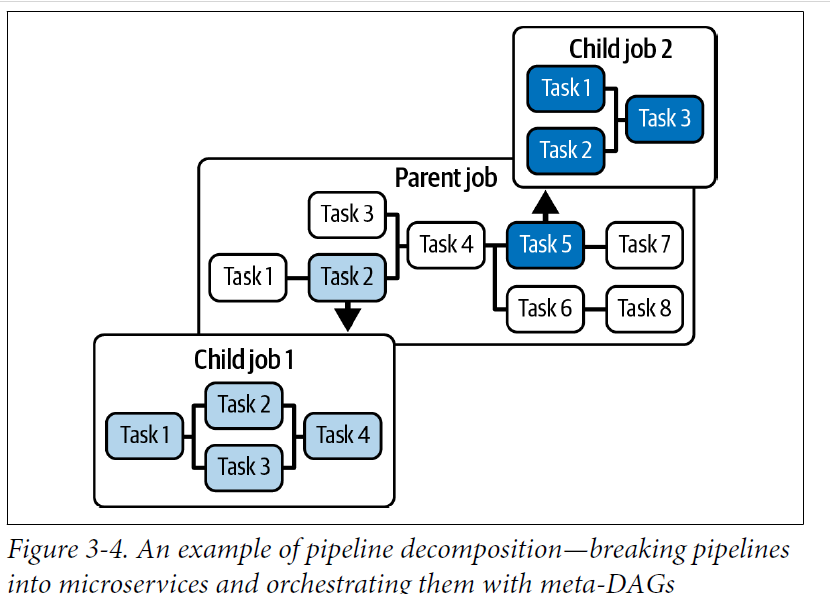 Child job 2
Task 1
Task 3
Task 2
Parent job
Task 3
Task 4
Task 5
Task 7
Task 1
Task 2
Task 6
Task 8
Child job 1
Task 2
Task 1
Task 4
Task 3
Figure 3-4. An example of pipeline decomposition—breaking pipelines
into microservices and orchestrating them with meta-DAGs